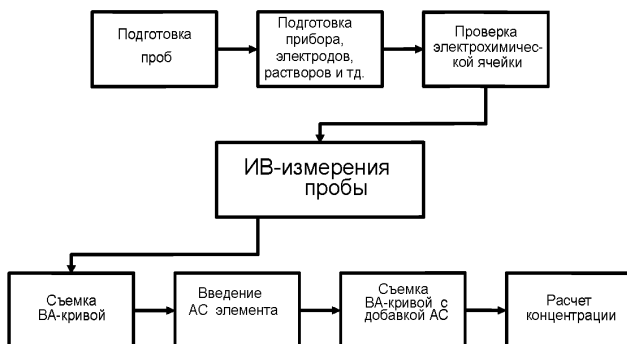 Подготовка
проб
Подготовка
прибора,
электродов,
растворов и тд.
Проверка
электрохимичес-
кой ячейки
ИВ-измерения
пробы
Съемка
ВА-кривой
Введение
АС элемента
Съемка
ВА-кривой с
добавкой АС
Расчет
концентрации